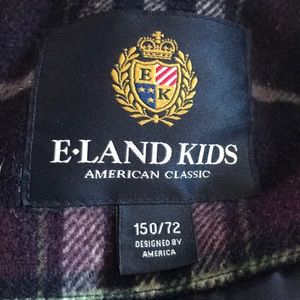 E K
E·LAND KIDS
AMERICAN CLASSIC
150/72
DESIGNED BY
AMERICA